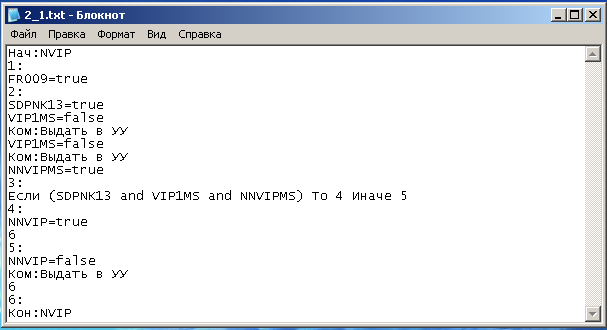 2_1.txt - Блокнот
Файл Правка Формат Вид Справка
Нач:NVIP
1:
FR009=true
2:
SDPNK13=true
VIP1MS=false
Ком:Выдать в УУ
VIP1MS=false
Ком:Выдать в УУ
NNVIPMS=true
3:
Если (SDPNK13 and VIP1MS and NNVIPMS) То 4 Иначе 5
4:
NNVIP=true
6
5:
NNVIP=false
Ком:Выдать в УУ
6
6:
Кон:NVIP